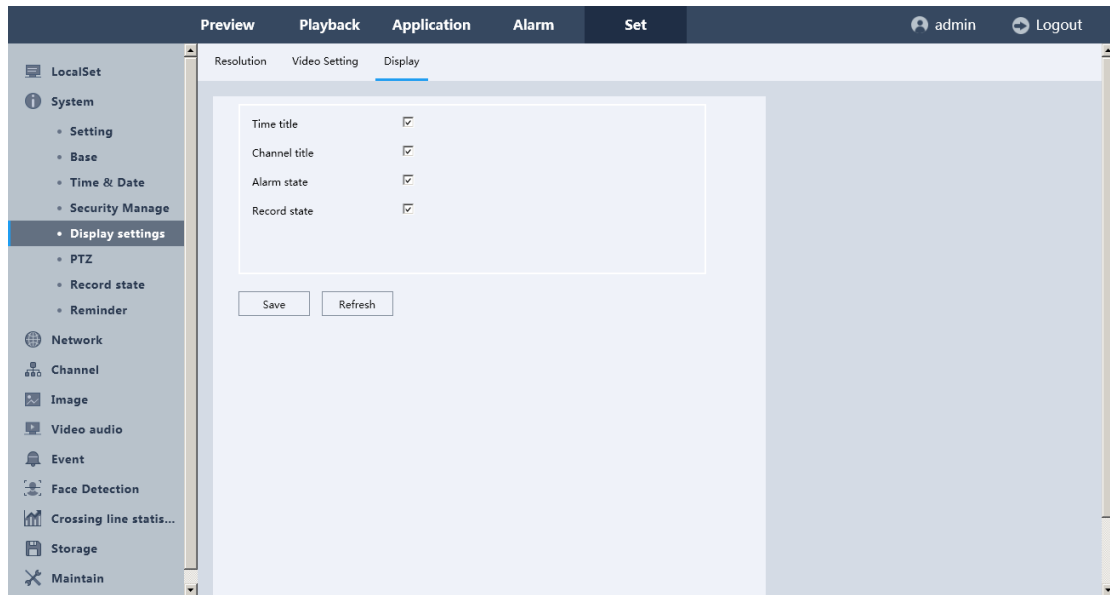 Preview Playback Application Alarm Set admin Logout
LocalSet
System
Setting
Base
Time & Date
Security Manage
Display settings
PTZ
Record state
Reminder
Network
Channel
Image
Video audio
Event
Face Detection
Crossing line statis...
Storage
Maintain
Resolution Video Setting Display
Time title
Channel title
Alarm state
Record state
Save Refresh